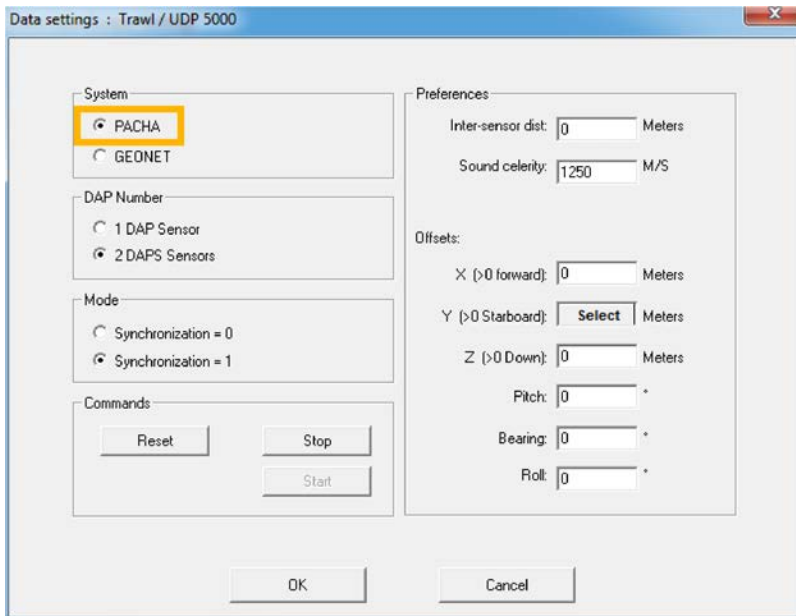 Data settings : Trawl / UDP 5000
System
PACHA
GEONET
DAP Number
1 DAP Sensor
2 DAPS Sensors
Mode
Synchronization = 0
Synchronization = 1
Commands
Reset
Stop
Start
Preferences
Inter-sensor dist: 0 Meters
Sound celerity: 1250 M/S
Offsets:
X (>0 forward): 0 Meters
Y (>0 Starboard): Select Meters
Z (>0 Down): 0 Meters
Pitch: 0 °
Bearing: 0 °
Roll: 0 °
OK
Cancel